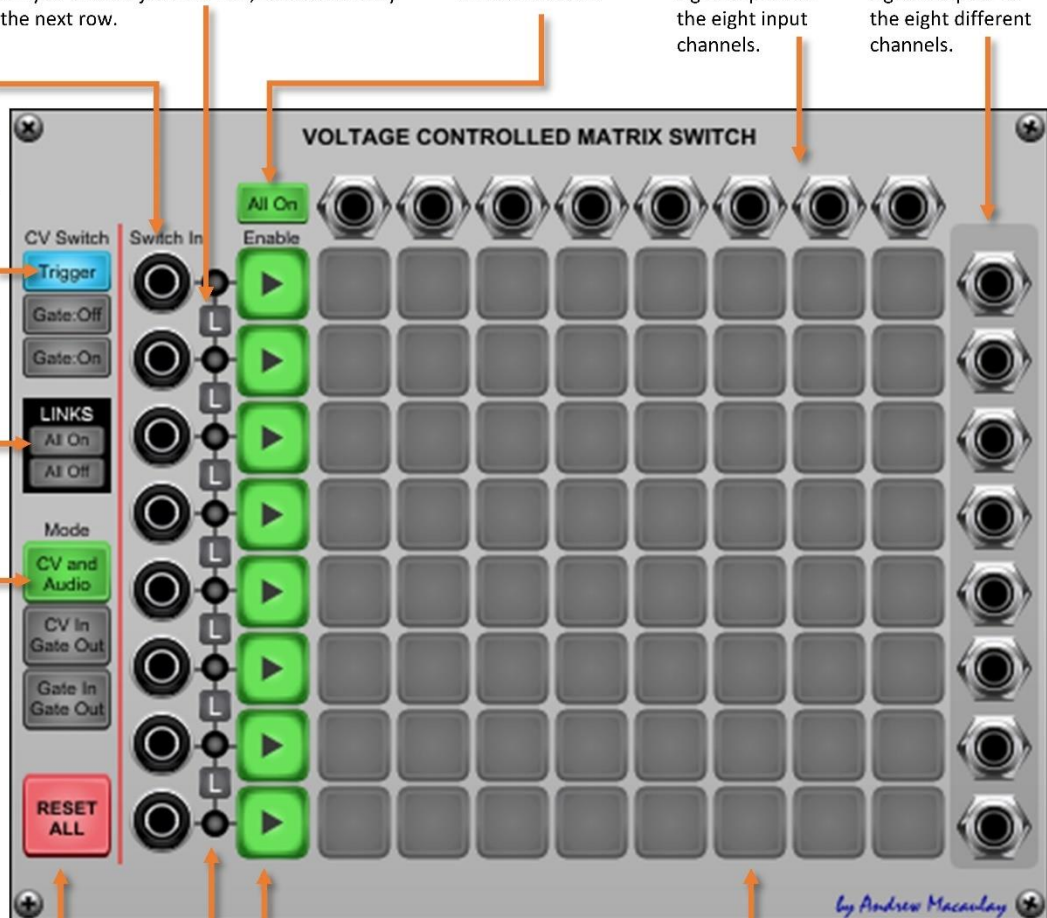 the next row.
the eight input
channels.
the eight different
channels.
VOLTAGE CONTROLLED MATRIX SWITCH
All On
CV Switch
Switch In
Enable
Trigger
Gate:Off
Gate:On
L
L
L
L
L
L
L
LINKS
All On
All Off
Mode
CV and
Audio
CV In
Gate Out
Gate In
Gate Out
RESET
ALL
by Andrew Macaulay